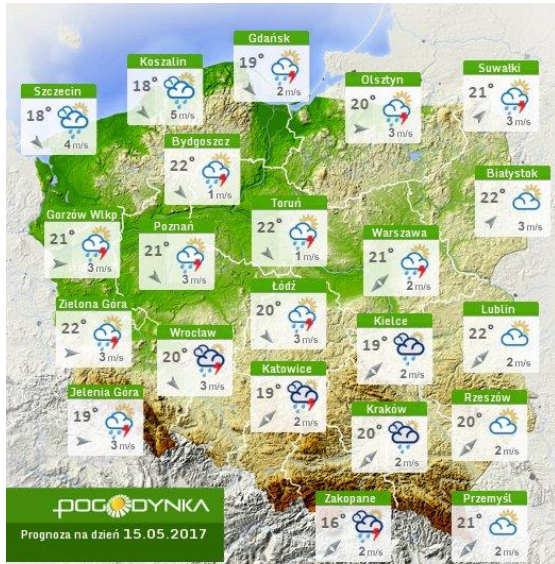 Gdańsk
19°
2 m/s
Koszalin
18°
5 m/s
Suwałki
21°
3 m/s
Olsztyn
20°
3 m/s
Szczecin
18°
4 m/s
Bydgoszcz
22°
1 m/s
Białystok
22°
3 m/s
Toruń
22°
1 m/s
Gorzów Wlkp
21°
3 m/s
Poznań
21°
3 m/s
Warszawa
21°
2 m/s
Łódź
20°
3 m/s
Zielona Góra
22°
3 m/s
Lublin
22°
2 m/s
Kielce
19°
2 m/s
Wrocław
20°
3 m/s
Katowice
19°
2 m/s
Jelenia Góra
19°
3 m/s
Rzeszów
20°
2 m/s
Kraków
20°
2 m/s
Zakopane
16°
2 m/s
Przemyśl
21°
2 m/s
POGODYNKA
Prognoza na dzień 15.05.2017